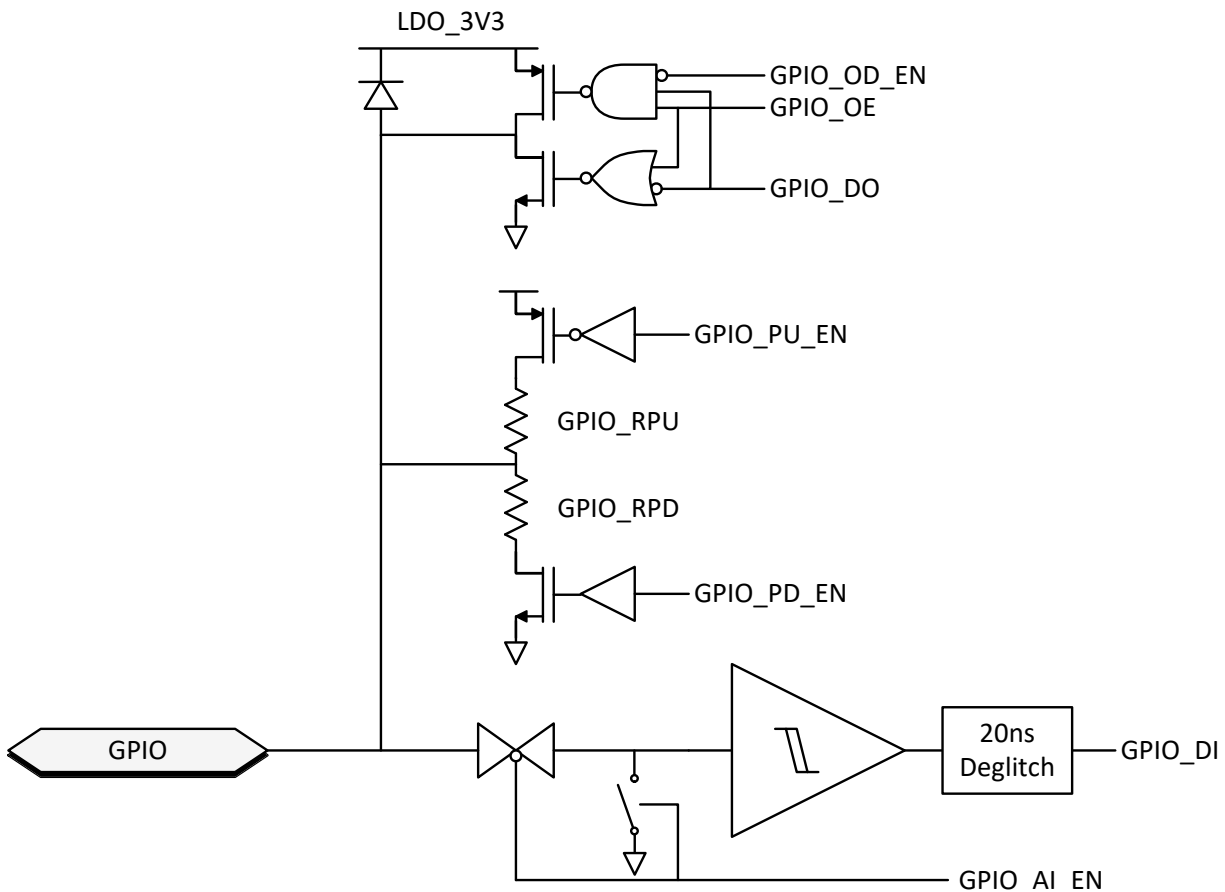 LDO_3V3
GPIO_OD_EN
GPIO_OE
GPIO_DO
GPIO_PU_EN
GPIO_RPU
GPIO_RPD
GPIO_PD_EN
GPIO
20ns
Deglitch
GPIO_DI
GPIO_AI_EN